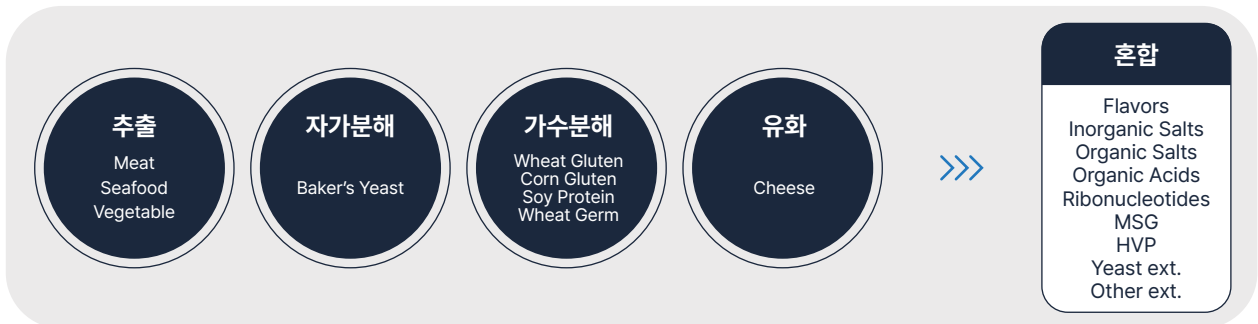 추출
Meat
Seafood
Vegetable
자가분해
Baker’s Yeast
가수분해
Wheat Gluten
Corn Gluten
Soy Protein
Wheat Germ
유화
Cheese
혼합
Flavors
Inorganic Salts
Organic Salts
Organic Acids
Ribonucleotides
MSG
HVP
Yeast ext.
Other ext.